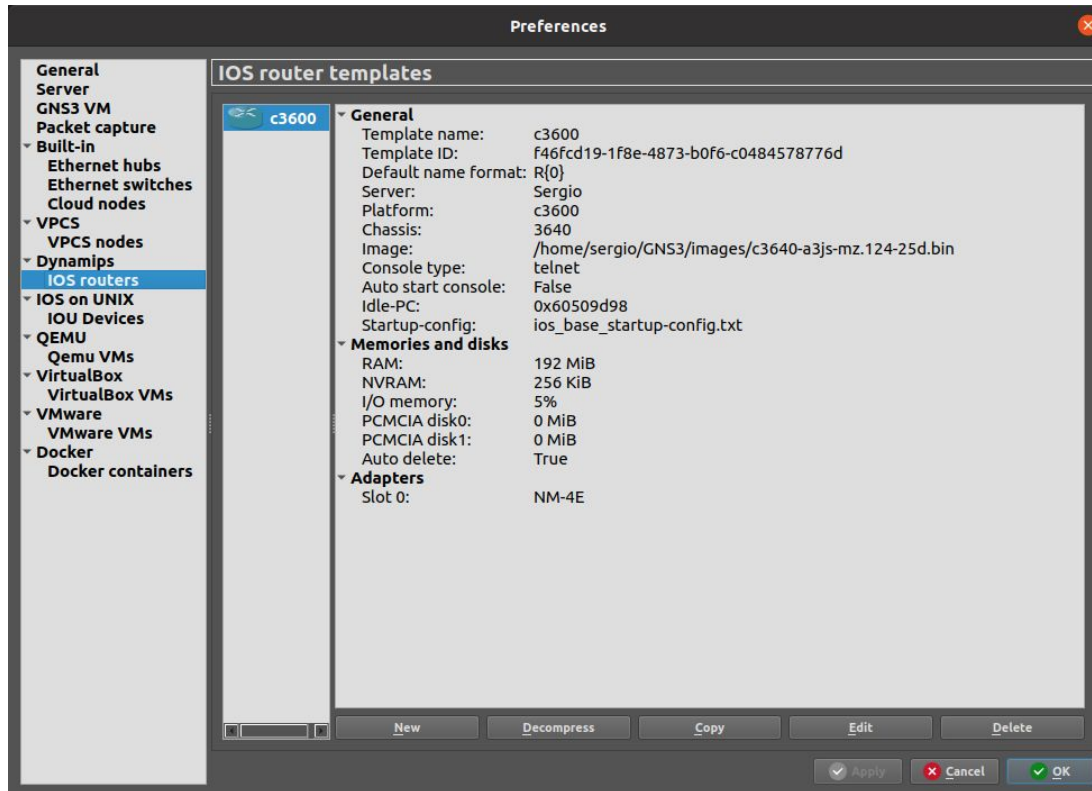 Preferences
General
Server
GNS3 VM
Packet capture
Built-in
Ethernet hubs
Ethernet switches
Cloud nodes
VPCS
VPCS nodes
Dynamips
IOS routers
IOS on UNIX
IOU Devices
QEMU
Qemu VMs
VirtualBox
VirtualBox VMs
VMware
VMware VMs
Docker
Docker containers
IOS router templates
c3600
General
Template name: c3600
Template ID: f46fcd19-1f8e-4873-b0f6-c0484578776d
Default name format: R{0}
Server: Sergio
Platform: c3600
Chassis: 3640
Image: /home/sergio/GNS3/images/c3640-a3js-mz.124-25d.bin
Console type: telnet
Auto start console: False
Idle-PC: 0x60509d98
Startup-config: ios_base_startup-config.txt
Memories and disks
RAM: 192 MiB
NVRAM: 256 KiB
I/O memory: 5%
PCMCIA disk0: 0 MiB
PCMCIA disk1: 0 MiB
Auto delete: True
Adapters
Slot 0: NM-4E
New Decompress Copy Edit Delete
Apply Cancel OK